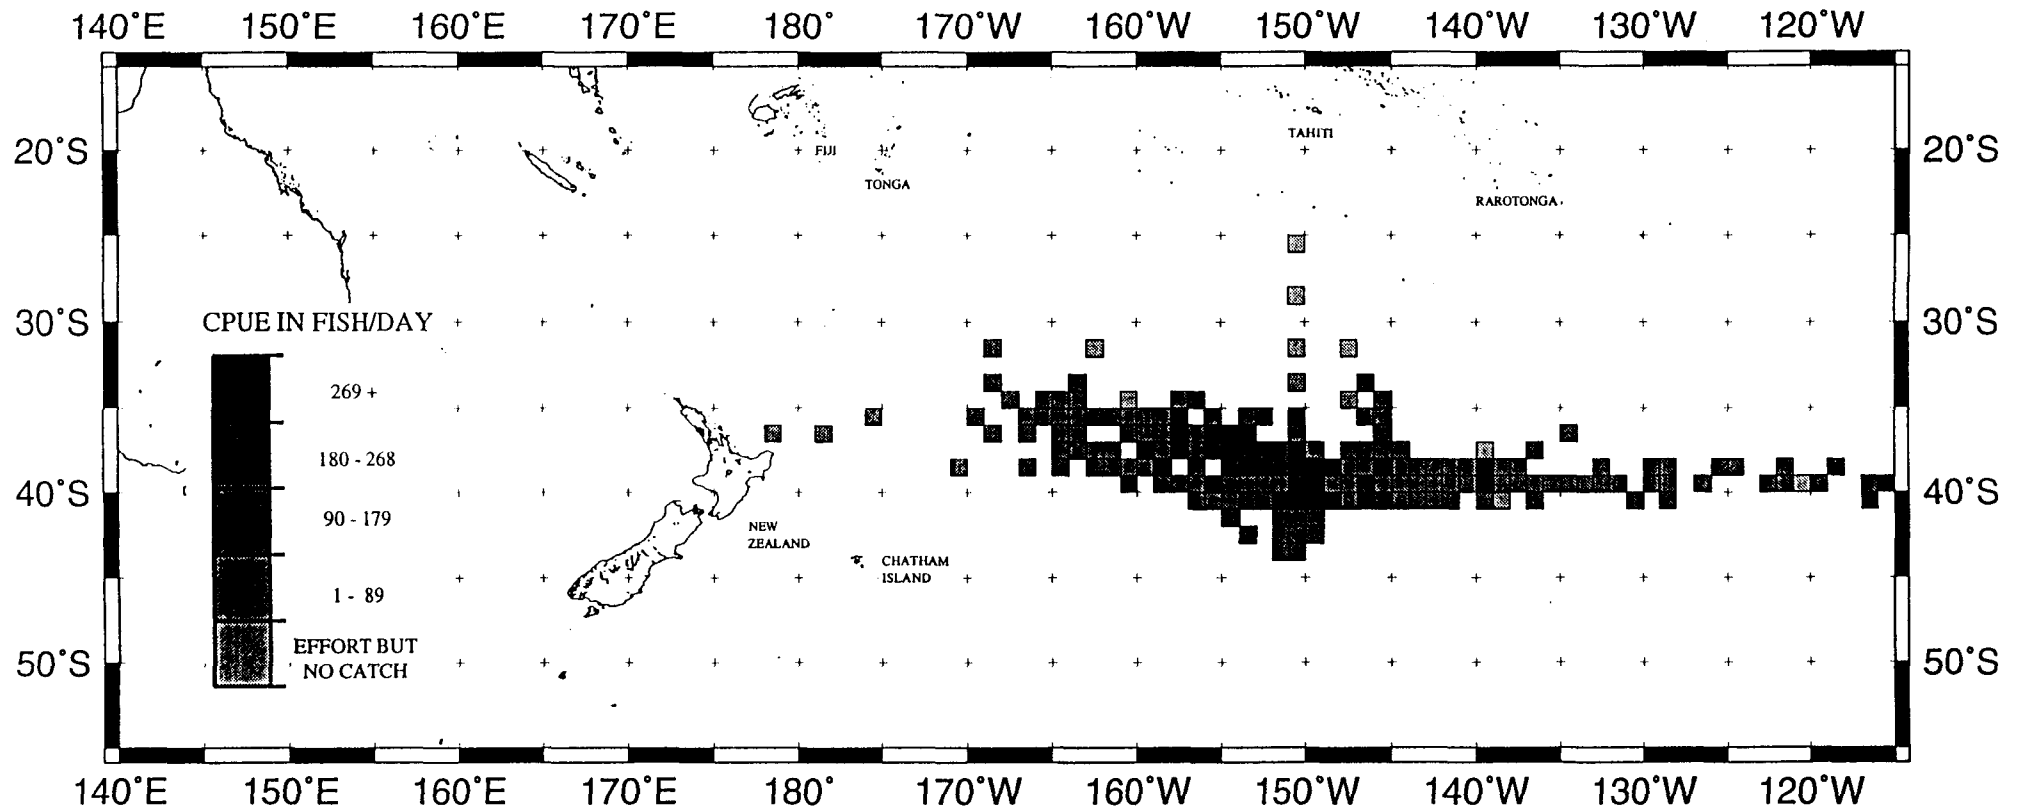 140°E 150°E 160°E 170°E 180° 170°W 160°W 150°W 140°W 130°W 120°W
TAHITI
20°S FIJI 20°S
TONGA
RAROTONGA
30°S CPUE IN FISH/DAY 30°S
269 +
180 - 268
40°S 40°S
90 - 179
NEW
ZEALAND
CHATHAM
ISLAND
1 - 89
EFFORT BUT
NO CATCH
50°S 50°S
140°E 150°E 160°E 170°E 180° 170°W 160°W 150°W 140°W 130°W 120°W